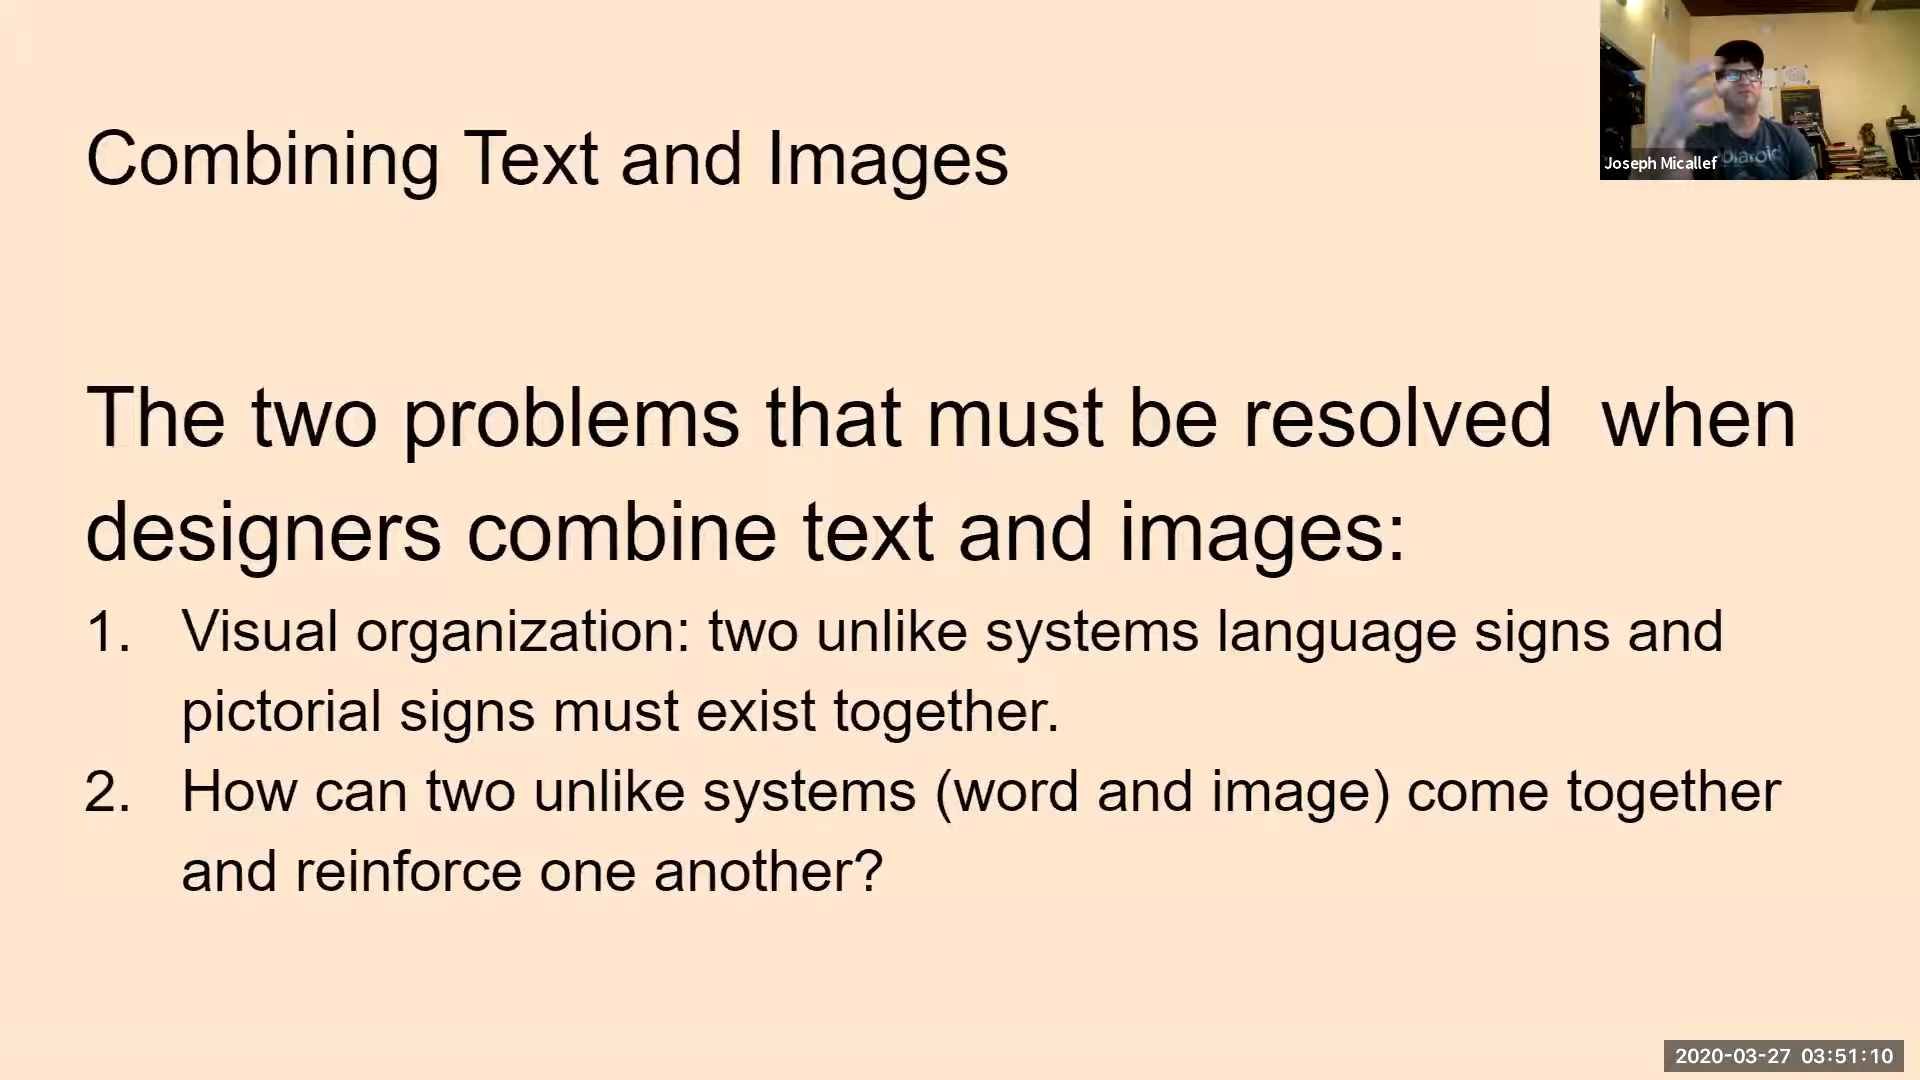 Combining Text and Images
Joseph Micallef
The two problems that must be resolved  when
designers combine text and images:
1. Visual organization: two unlike systems language signs and
pictorial signs must exist together.
2. How can two unlike systems (word and image) come together
and reinforce one another?
2020-03-27 03:51:10